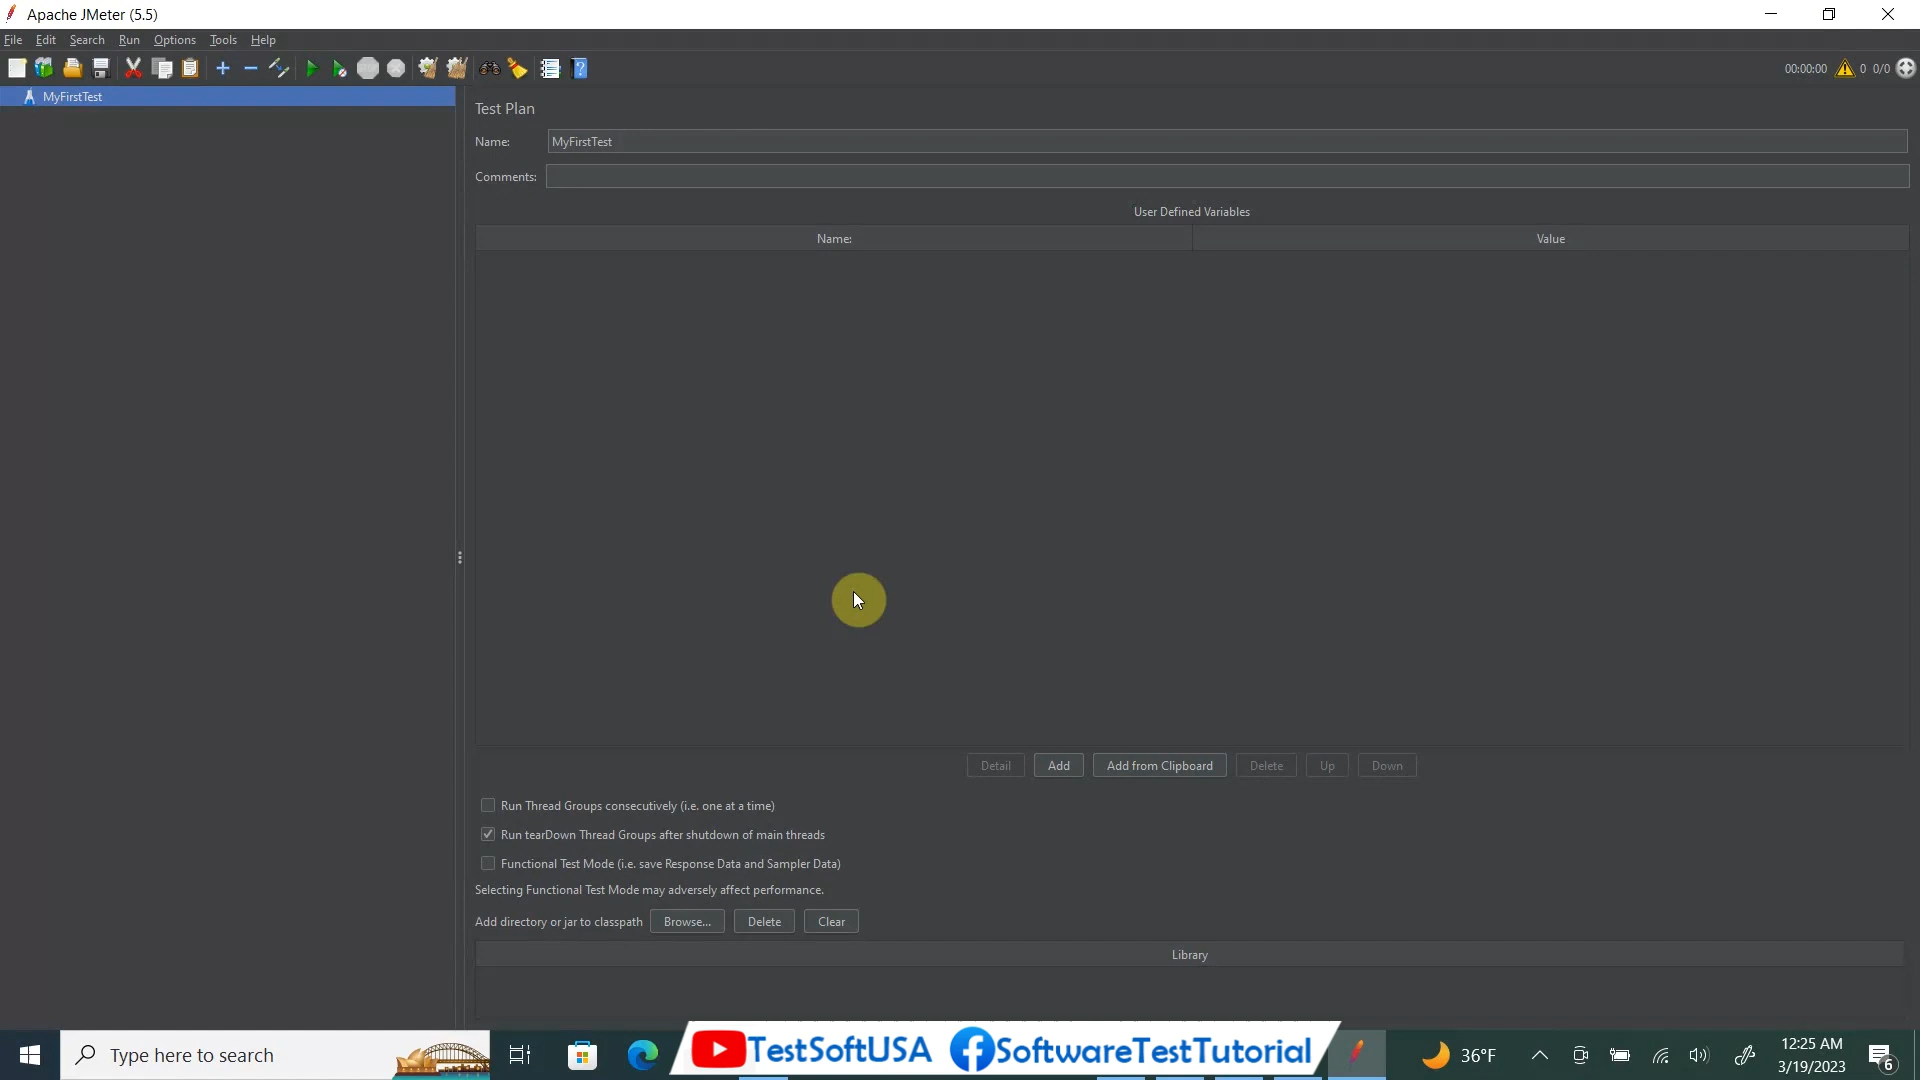 Apache JMeter (5.5)
File Edit Search Run Options Tools Help
00:00:00 0 0/0
MyFirstTest
Test Plan
Name: MyFirstTest
Comments:
User Defined Variables
Name: Value
Detail Add Add from Clipboard Delete Up Down
Run Thread Groups consecutively (i.e. one at a time)
Run tearDown Thread Groups after shutdown of main threads
Functional Test Mode (i.e. save Response Data and Sampler Data)
Selecting Functional Test Mode may adversely affect performance.
Add directory or jar to classpath Browse... Delete Clear
Library
Type here to search
TestSoftUSA SoftwareTestTutorial
36°F
12:25 AM
3/19/2023
6